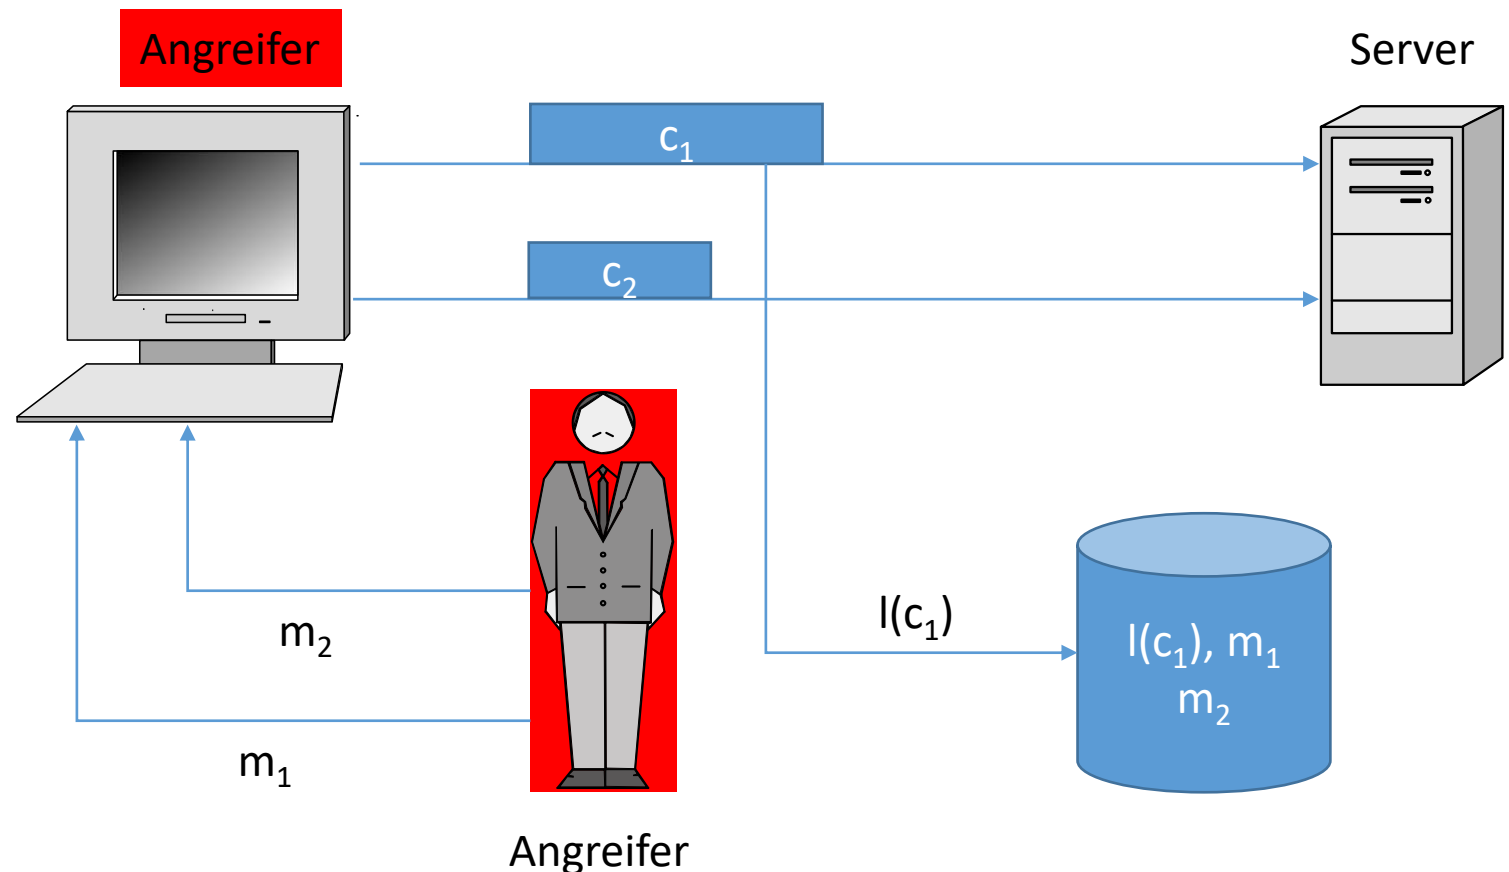 Angreifer
Server
c₁
c₂
m₂
m₁
l(c₁)
l(c₁), m₁
m₂
Angreifer